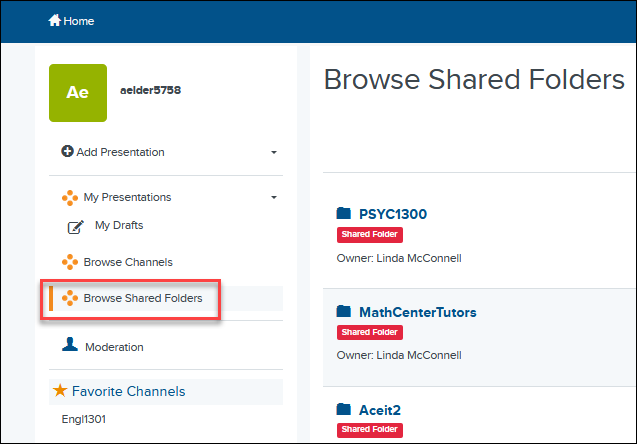 Home
Ae
aelder5758
Add Presentation
My Presentations
My Drafts
Browse Channels
Browse Shared Folders
Moderation
Favorite Channels
Engl1301
Browse Shared Folders
PSYC1300
Shared Folder
Owner: Linda McConnell
MathCenterTutors
Shared Folder
Owner: Linda McConnell
Aceit2
Shared Folder